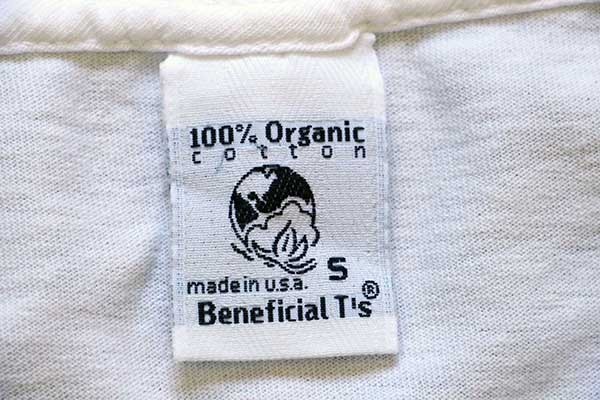 100% Organic
cotton
S
made in u.s.a.
Beneficial T's®